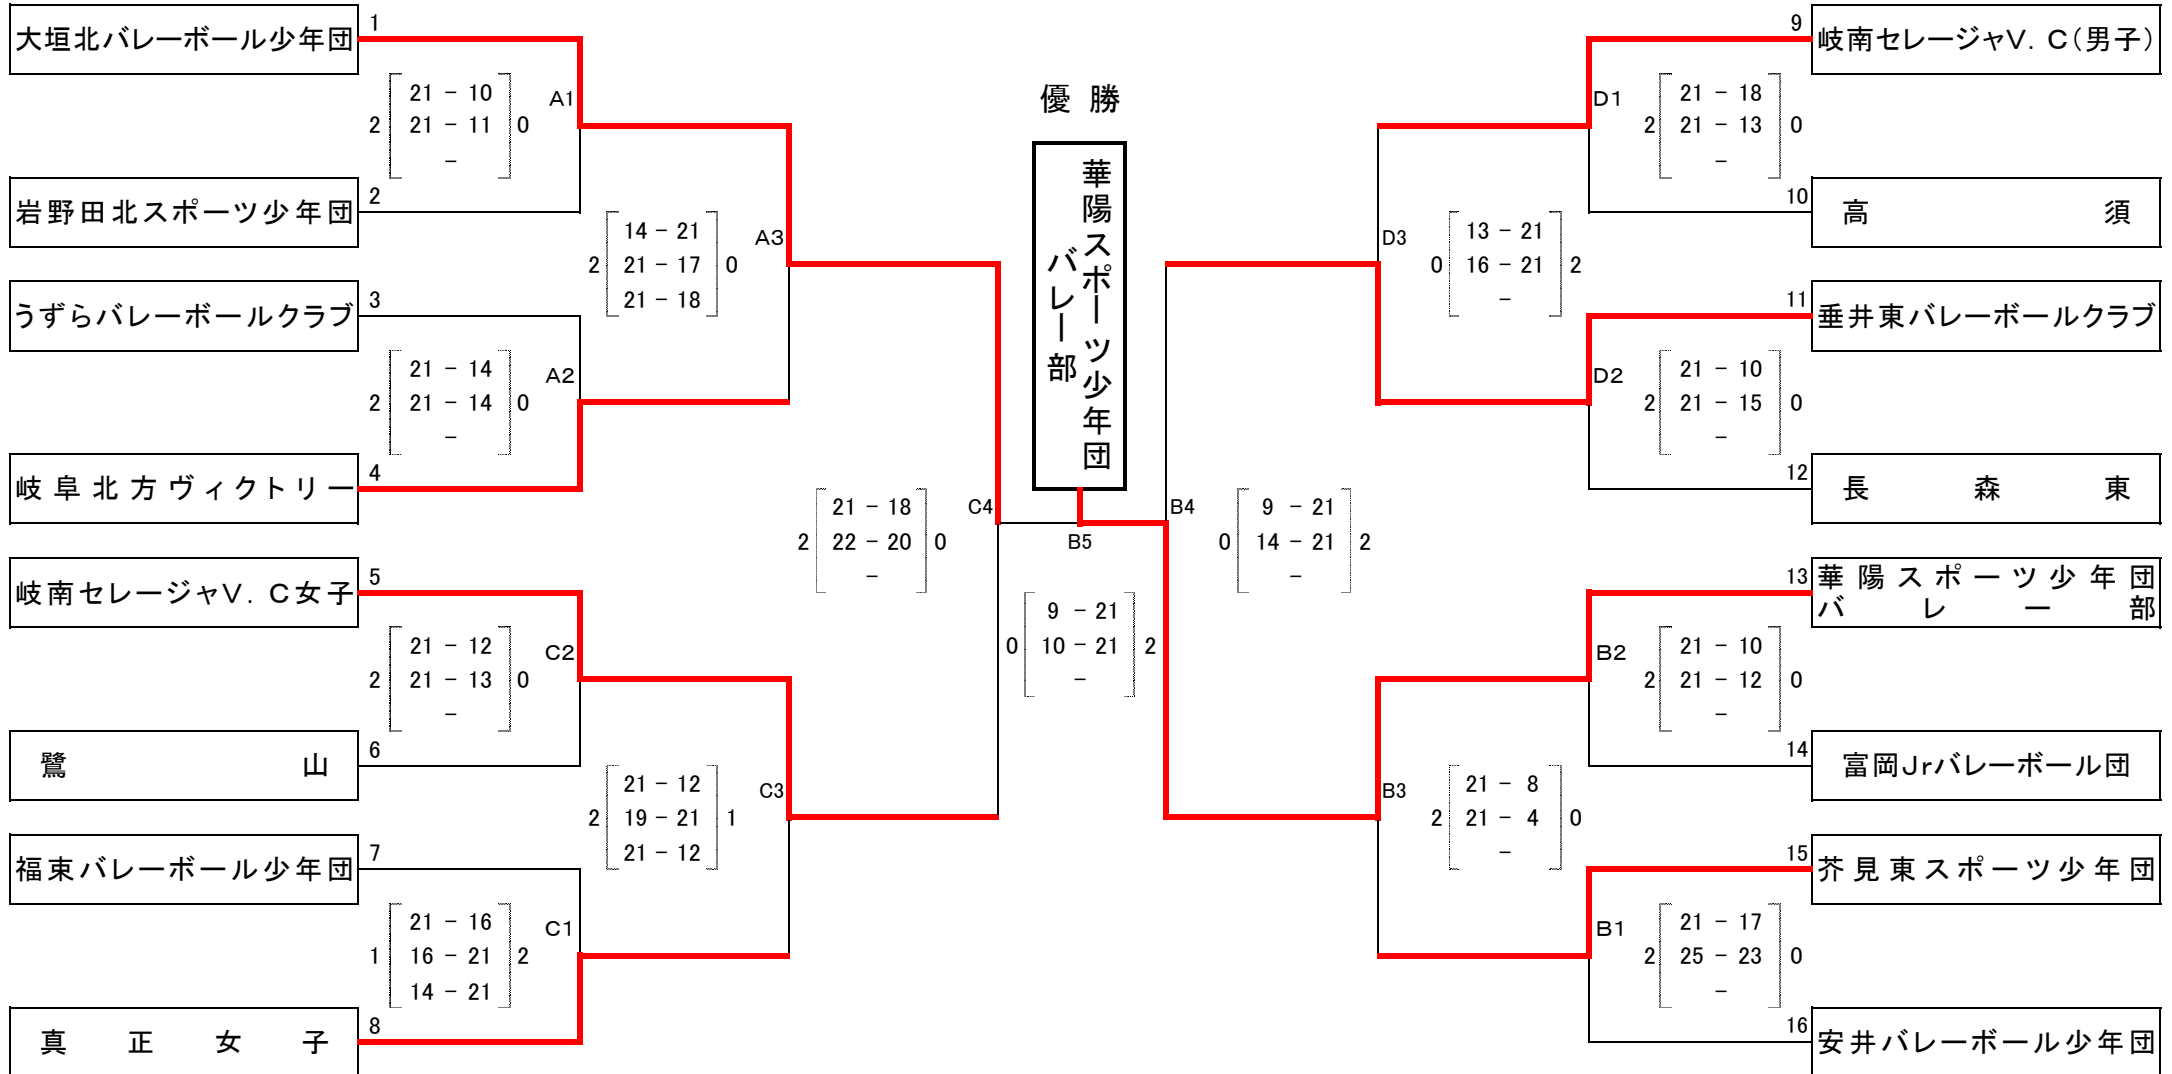 1
大垣北バレーボール少年団
2 21 - 10 0
21 - 11
-
A1
2
岩野田北スポーツ少年団
2 14 - 21 0
21 - 17
21 - 18
A3
3
うずらバレーボールクラブ
2 21 - 14 0
21 - 14
-
A2
4
岐阜北方ヴィクトリー
2 21 - 18 0
22 - 20
-
C4
5
岐南セレージャV. C女子
2 21 - 12 0
21 - 13
-
C2
6
鷺山
2 21 - 12 1
19 - 21
21 - 12
C3
7
福束バレーボール少年団
1 21 - 16 2
16 - 21
14 - 21
C1
8
真正女子
優勝
華陽スポーツ少年団
バレー部
B5
0 9 - 21 2
10 - 21
-
9
岐南セレージャV. C(男子)
D1
2 21 - 18 0
21 - 13
-
10
高須
D3
0 13 - 21 2
16 - 21
-
11
垂井東バレーボールクラブ
D2
2 21 - 10 0
21 - 15
-
12
長森東
B4
0 9 - 21 2
14 - 21
-
13
華陽スポーツ少年団
バレー部
B2
2 21 - 10 0
21 - 12
-
14
富岡Jrバレーボール団
B3
2 21 - 8 0
21 - 4
-
15
芥見東スポーツ少年団
B1
2 21 - 17 0
25 - 23
-
16
安井バレーボール少年団